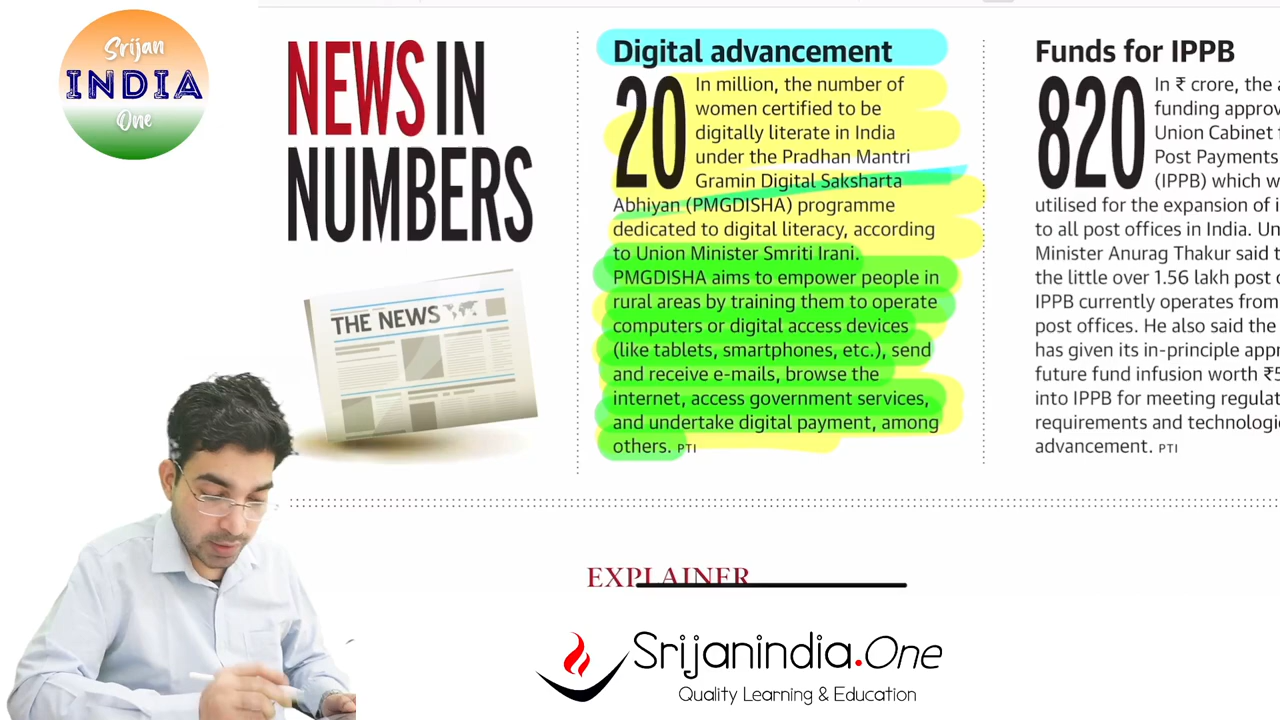 Srijan
INDIA
One
NEWS IN
NUMBERS
THE NEWS
Digital advancement
20
In million, the number of
women certified to be
digitally literate in India
under the Pradhan Mantri
Gramin Digital Saksharta
Abhiyan (PMGDISHA) programme
dedicated to digital literacy, according
to Union Minister Smriti Irani.
PMGDISHA aims to empower people in
rural areas by training them to operate
computers or digital access devices
(like tablets, smartphones, etc.), send
and receive e-mails, browse the
internet, access government services,
and undertake digital payment, among
others. PTI
Funds for IPPB
820
In ₹ crore, the
funding
Union Cabinet
Post Payments
(IPPB) which
utilised for the expansion of
to all post offices in India.
Minister Anurag Thakur said
the little over 1.56 lakh post
IPPB currently operates from
post offices. He also said the
has given its in-principle
future fund infusion worth
into IPPB for meeting
requirements and
advancement. PTI
EXPLAINER
Srijanindia.One
Quality Learning & Education